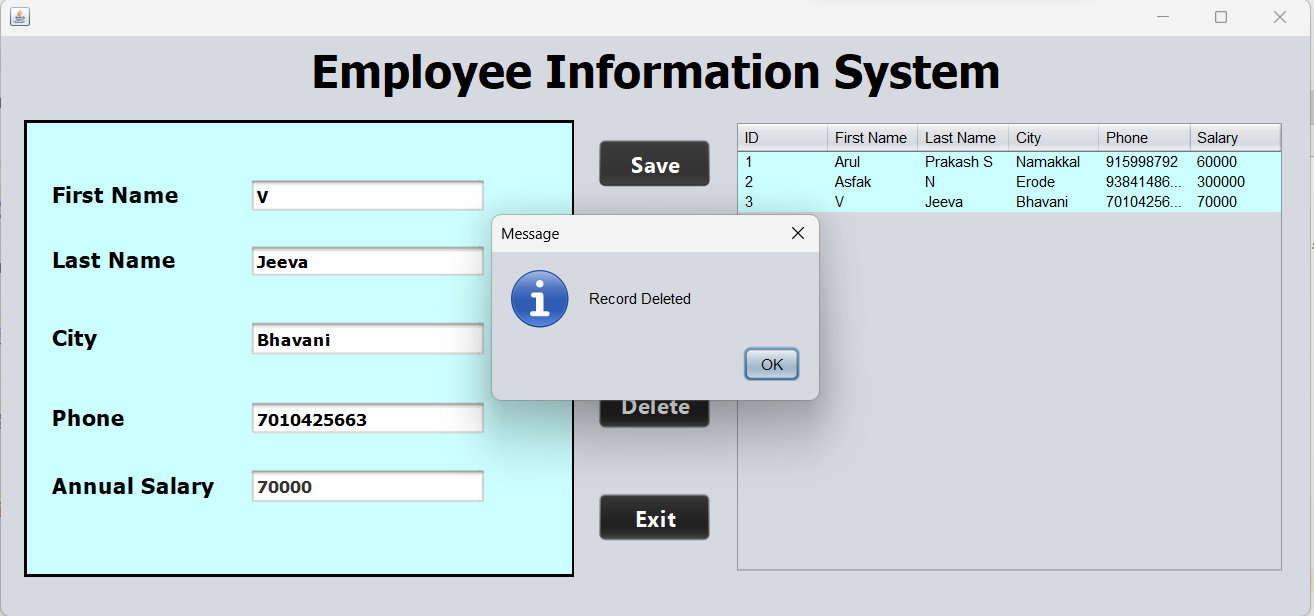 Employee Information System
First Name V
Last Name Jeeva
City Bhavani
Phone 7010425663
Annual Salary 70000
Save
Delete
Exit
ID First Name Last Name City Phone Salary
1 Arul Prakash S Namakkal 915998792 60000
2 Asfak N Erode 93841486... 300000
3 V Jeeva Bhavani 70104256... 70000
Message
Record Deleted
OK